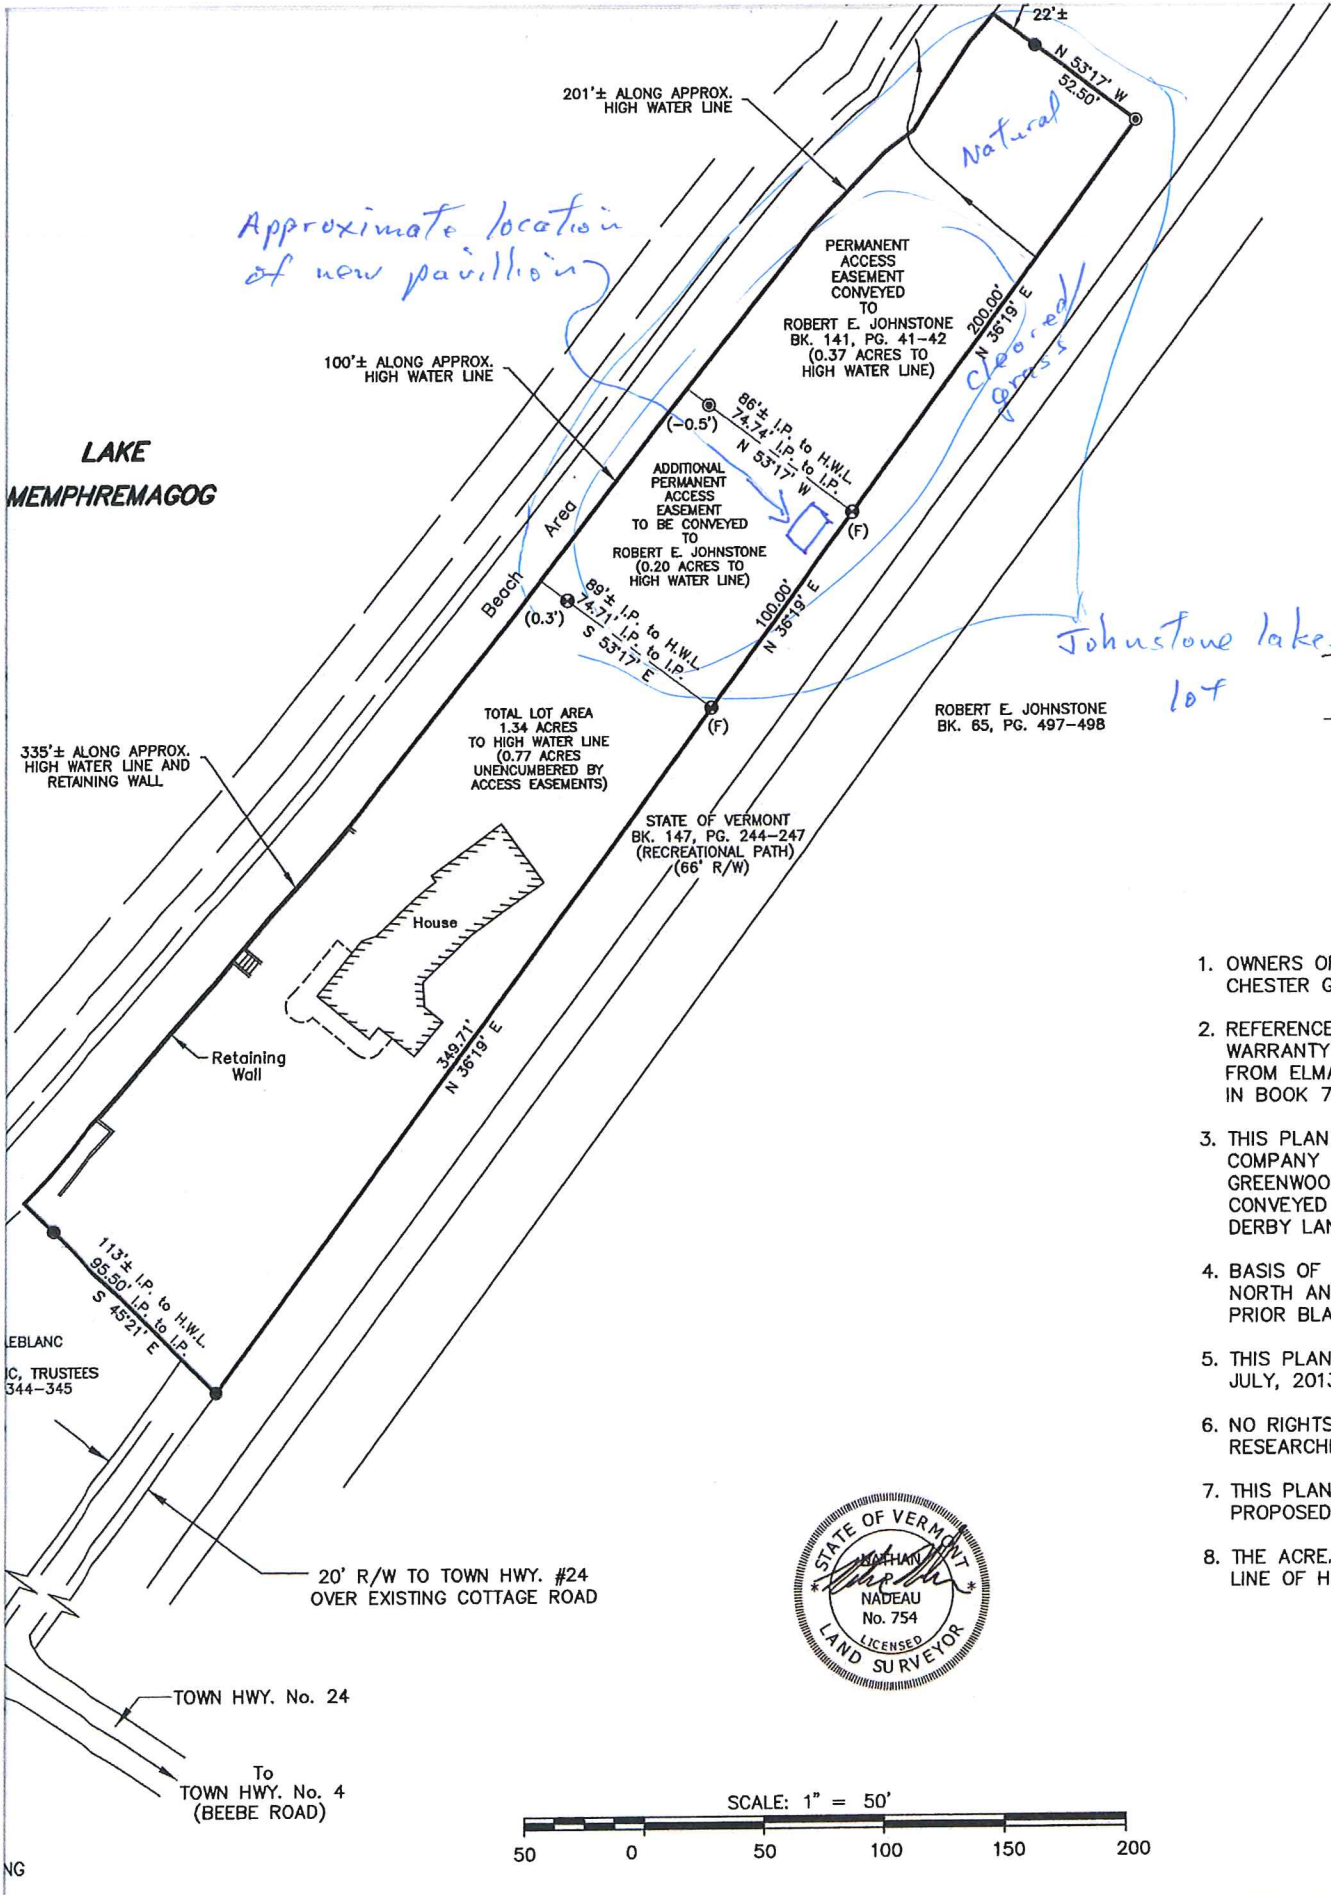 22'±
N 53°17' W
52.50'
201'± ALONG APPROX.
HIGH WATER LINE
Natural
Approximate location
of new pavillion
PERMANENT
ACCESS
EASEMENT
CONVEYED
TO
ROBERT E. JOHNSTONE
BK. 141, PG. 41-42
(0.37 ACRES TO
HIGH WATER LINE)
200.00'
N 36°19' E
cleared/
grass
100'± ALONG APPROX.
HIGH WATER LINE
LAKE
MEMPHREMAGOG
(-0.5')
86'± I.P. to H.W.L.
74.74' I.P. to I.P.
N 53°17' W
(F)
Beach Area
ADDITIONAL
PERMANENT
ACCESS
EASEMENT
TO BE CONVEYED
TO
ROBERT E. JOHNSTONE
(0.20 ACRES TO
HIGH WATER LINE)
100.00'
N 36°19' E
(0.3')
89'± I.P. to H.W.L.
74.71' I.P. to I.P.
S 53°17' E
(F)
Johnstone lake
lot
ROBERT E. JOHNSTONE
BK. 65, PG. 497-498
TOTAL LOT AREA
1.34 ACRES
TO HIGH WATER LINE
(0.77 ACRES
UNENCUMBERED BY
ACCESS EASEMENTS)
335'± ALONG APPROX.
HIGH WATER LINE AND
RETAINING WALL
STATE OF VERMONT
BK. 147, PG. 244-247
(RECREATIONAL PATH)
(66' R/W)
House
349.71'
N 36°19' E
Retaining
Wall
113'± I.P. to H.W.L.
95.50' I.P. to I.P.
S 45°21' E
LEBLANC
IC, TRUSTEES
344-345
1. OWNERS O
CHESTER G
2. REFERENCE
WARRANTY
FROM ELMA
IN BOOK 7
3. THIS PLAN
COMPANY
GREENWOO
CONVEYED
DERBY LAN
4. BASIS OF
NORTH AN
PRIOR BLA
5. THIS PLAN
JULY, 2013
6. NO RIGHTS
RESEARCH
7. THIS PLAN
PROPOSED
8. THE ACRE
LINE OF H
20' R/W TO TOWN HWY. #24
OVER EXISTING COTTAGE ROAD
STATE OF VERMONT
NATHAN
NADEAU
No. 754
LICENSED
LAND SURVEYOR
TOWN HWY. No. 24
To
TOWN HWY. No. 4
(BEEBE ROAD)
SCALE: 1" = 50'
50 0 50 100 150 200
NG